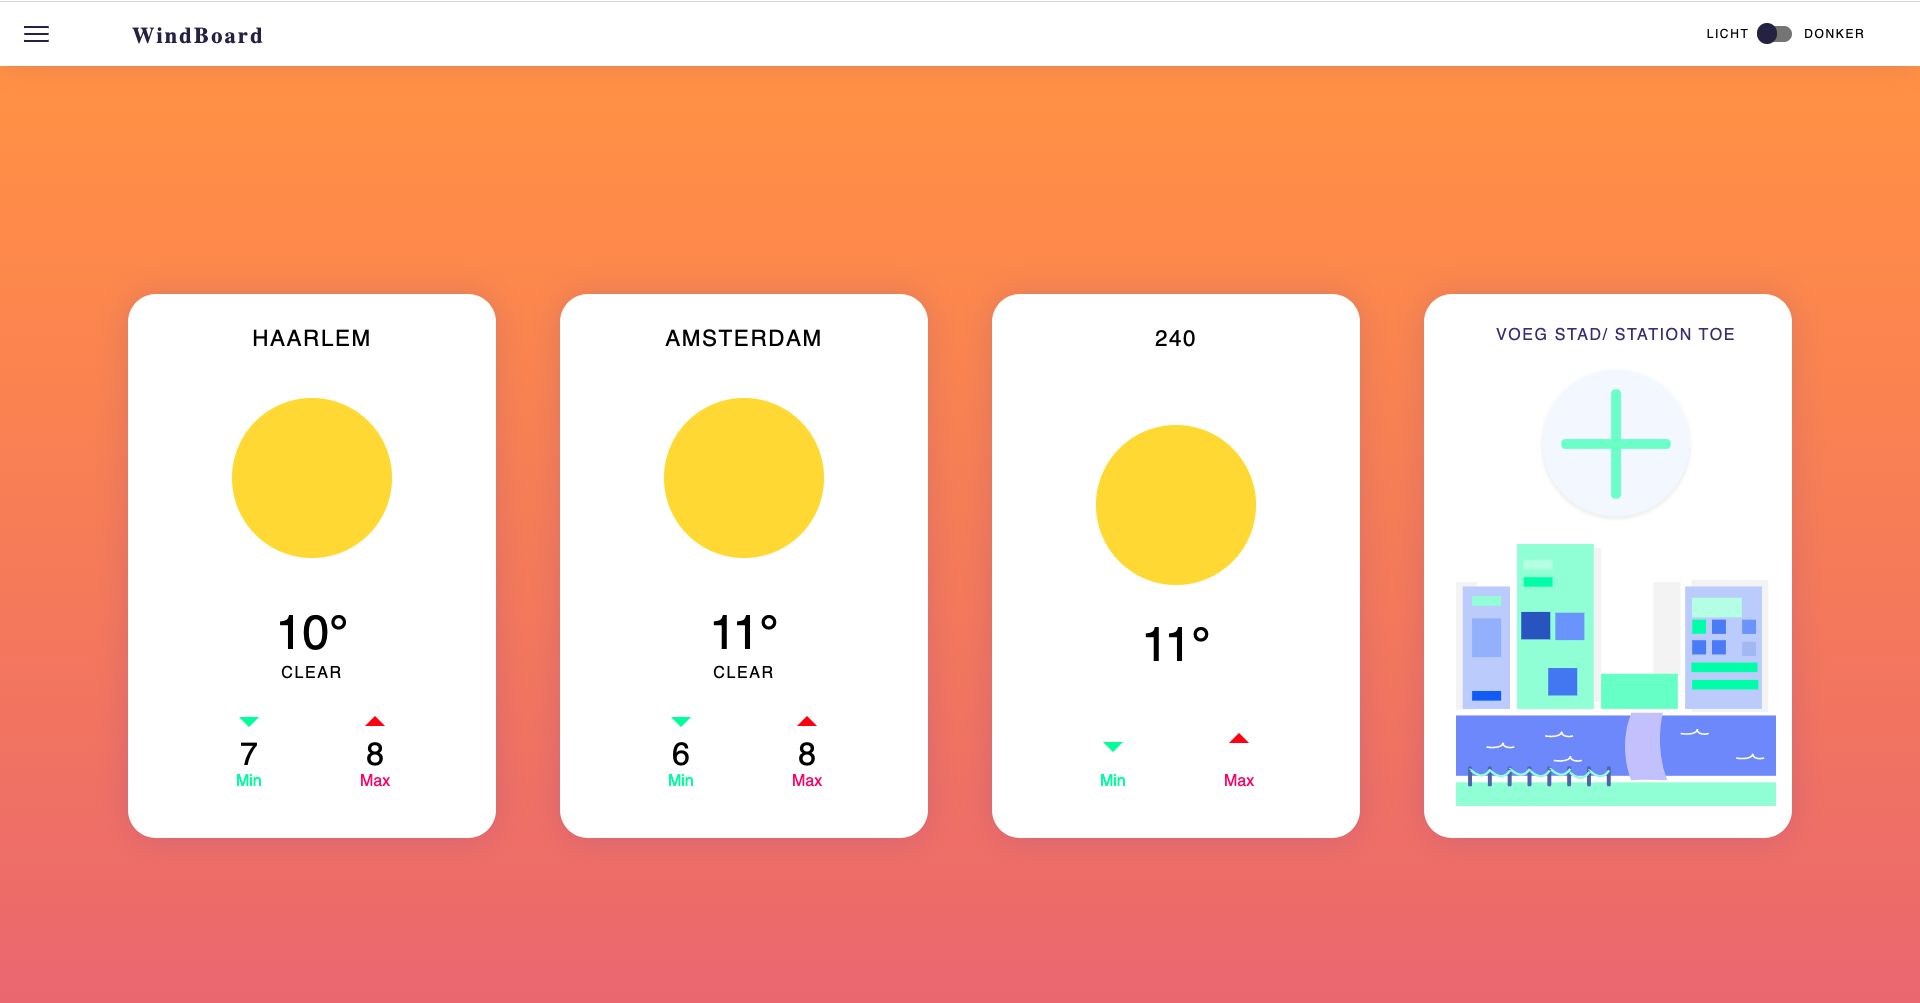 WindBoard
LICHT DONKER
HAARLEM
10°
CLEAR
7 8
Min Max
AMSTERDAM
11°
CLEAR
6 8
Min Max
240
11°
Min Max
VOEG STAD/ STATION TOE